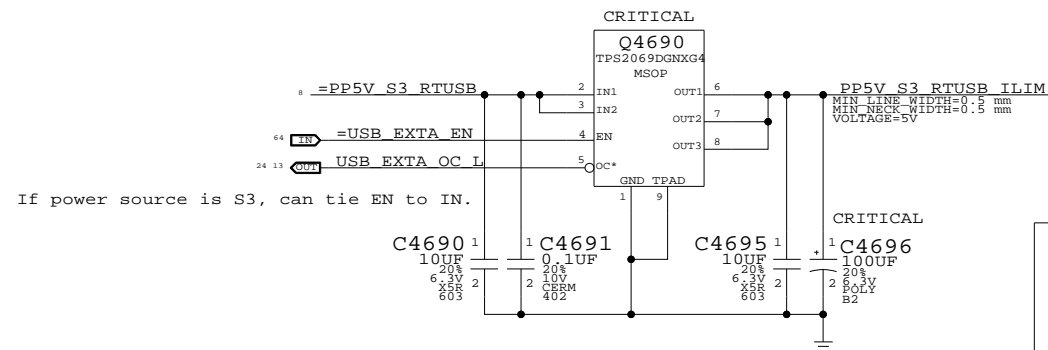 CRITICAL
Q4690
TPS2069DGNXG4
MSOP
8 =PP5V_S3_RTUSB 2 IN1 OUT1 6 PP5V_S3_RTUSB_ILIM
MIN_LINE_WIDTH=0.5 mm
MIN_NECK_WIDTH=0.5 mm
VOLTAGE=5V
3 IN2
OUT2 7
64 IN =USB_EXTA_EN 4 EN
OUT3 8
24 13 OUT USB_EXTA_OC_L 5 OC*
GND TPAD
1 9
If power source is S3, can tie EN to IN.
CRITICAL
C4690 1
10UF
20%
6.3V
X5R
603
2
1 C4691
0.1UF
20%
10V
CERM
402
2
C4695 1
10UF
20%
6.3V
X5R
603
2
+ 1 C4696
100UF
20%
6.3V
POLY
B2
2